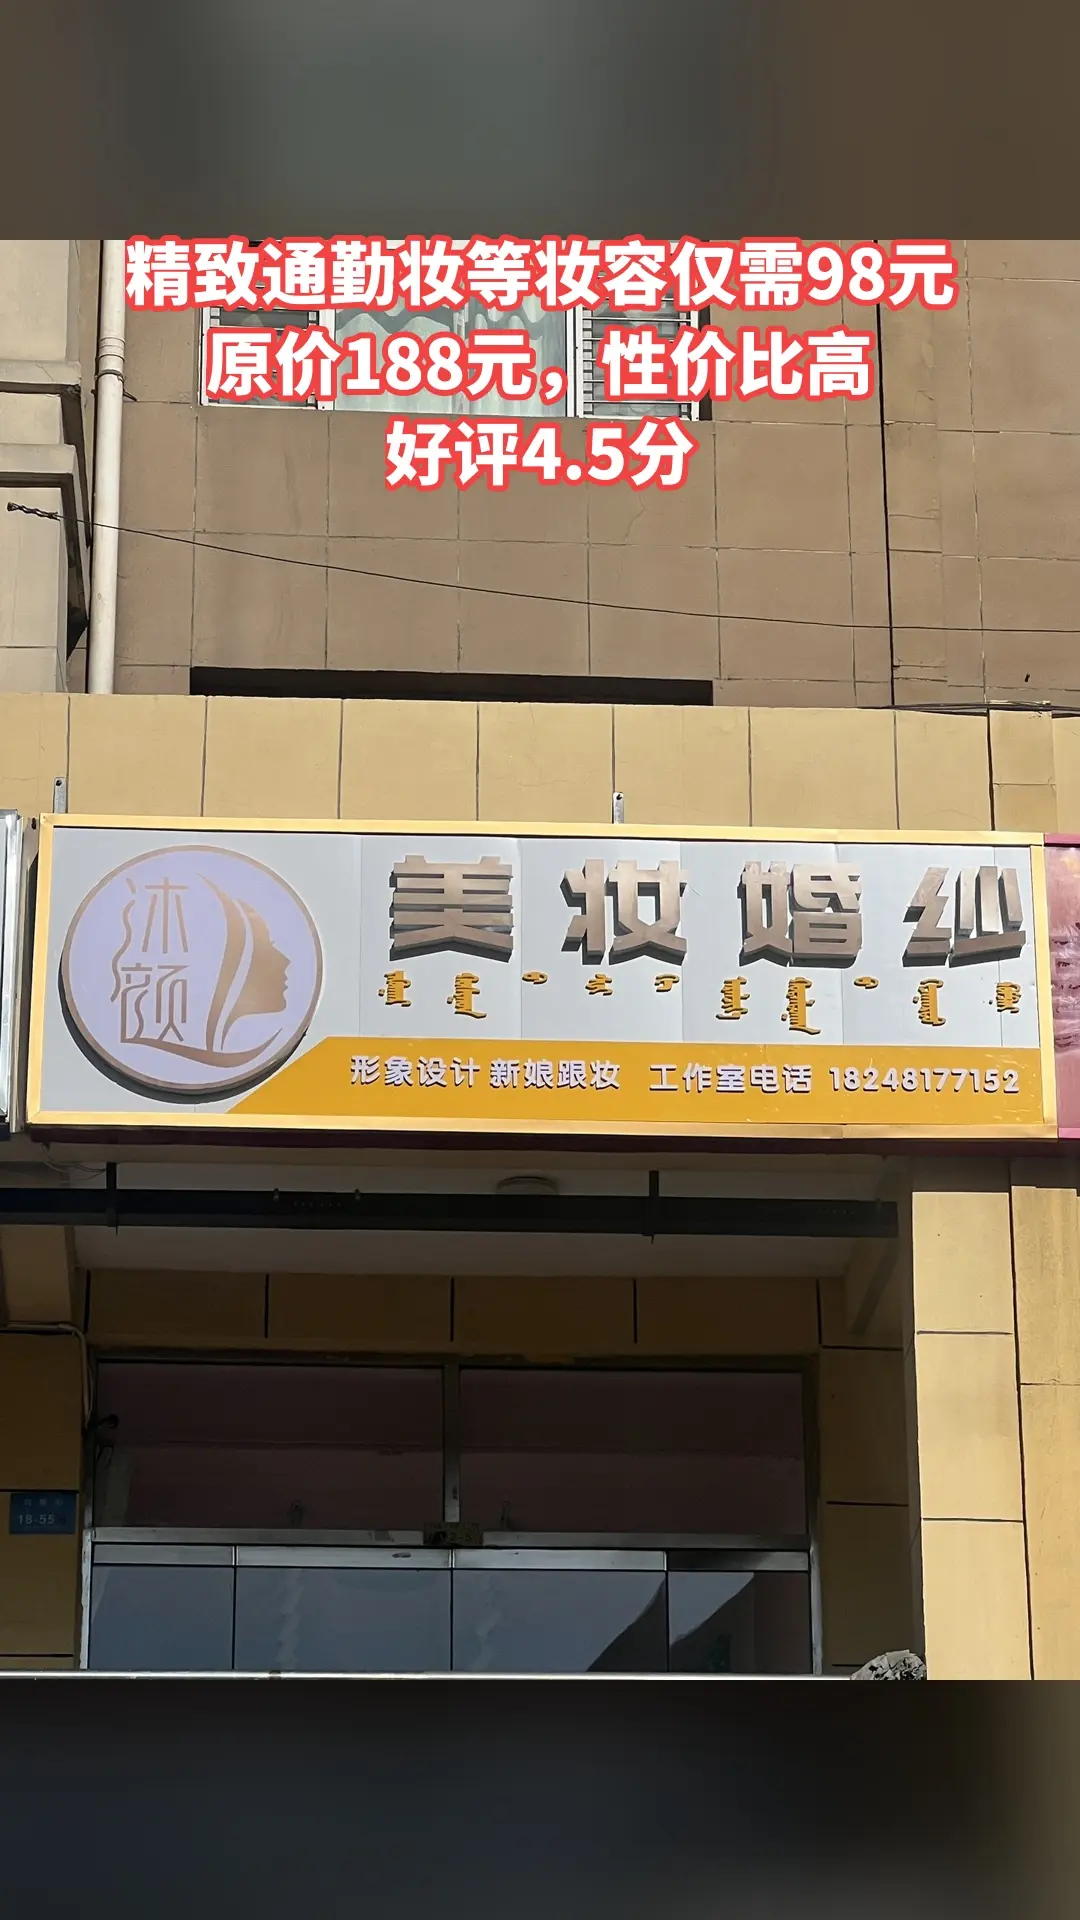 精致通勤妆等妆容仅需98元
原价188元，性价比高
好评4.5分
沐颜
美妆婚纱
形象设计 新娘跟妆 工作室电话 18248177152
18-55